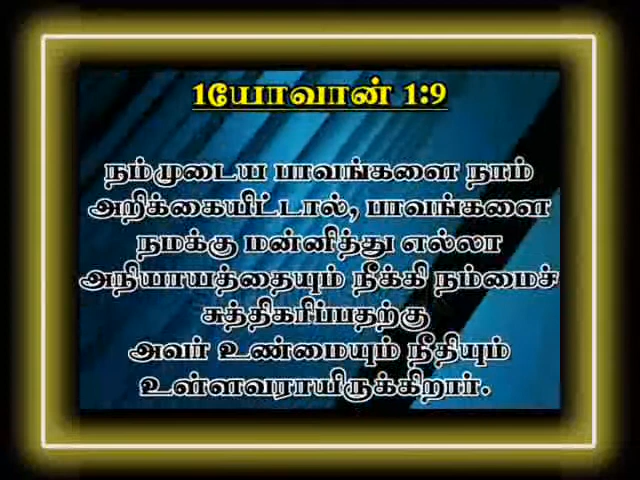 1யோவான் 1:9
நம்முடைய பாவங்களை நாம்
அறிக்கையிட்டால், பாவங்களை
நமக்கு மன்னித்து எல்லா
அநியாயத்தையும் நீக்கி நம்மைச்
சுத்திகரிப்பதற்கு
அவர் உண்மையும் நீதியும்
உள்ளவராயிருக்கிறார்.